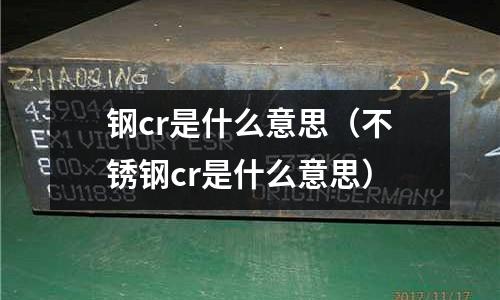 ZHAOQING
3259
439044
EX1 VICTORY ESR
GU11838
ORIGIN:GERMANY
钢cr是什么意思（不
锈钢cr是什么意思）
2017/11/17